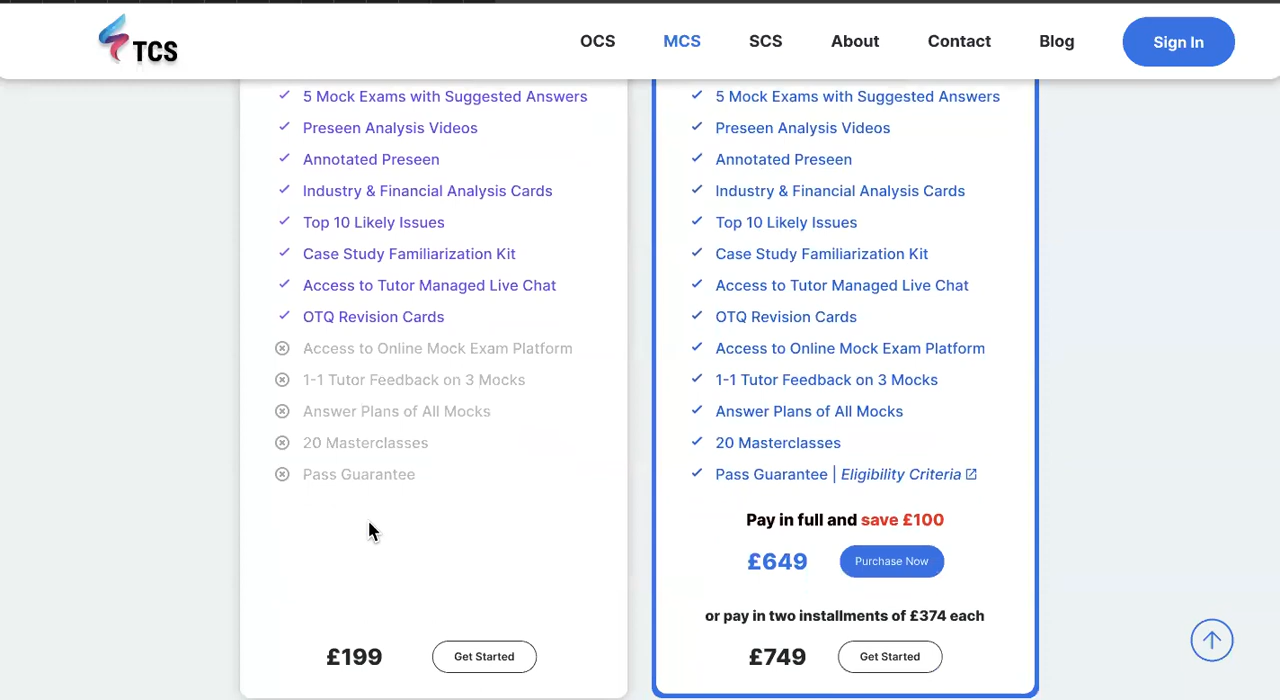 TCS
OCS
MCS
SCS
About
Contact
Blog
Sign In
5 Mock Exams with Suggested Answers
Preseen Analysis Videos
Annotated Preseen
Industry & Financial Analysis Cards
Top 10 Likely Issues
Case Study Familiarization Kit
Access to Tutor Managed Live Chat
OTQ Revision Cards
Access to Online Mock Exam Platform
1-1 Tutor Feedback on 3 Mocks
Answer Plans of All Mocks
20 Masterclasses
Pass Guarantee
£199
Get Started
5 Mock Exams with Suggested Answers
Preseen Analysis Videos
Annotated Preseen
Industry & Financial Analysis Cards
Top 10 Likely Issues
Case Study Familiarization Kit
Access to Tutor Managed Live Chat
OTQ Revision Cards
Access to Online Mock Exam Platform
1-1 Tutor Feedback on 3 Mocks
Answer Plans of All Mocks
20 Masterclasses
Pass Guarantee | Eligibility Criteria
Pay in full and save £100
£649
Purchase Now
or pay in two installments of £374 each
£749
Get Started